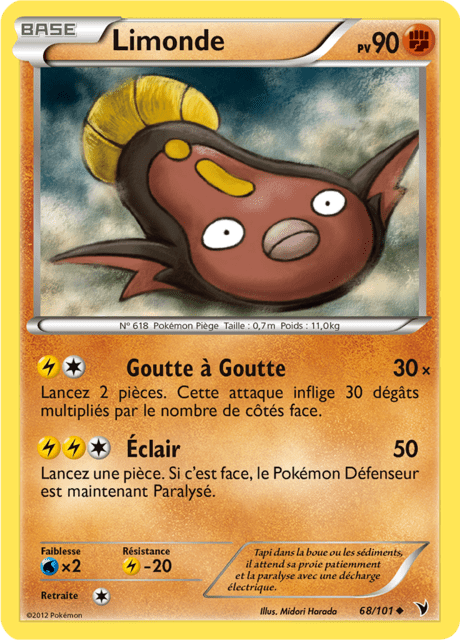 BASE
Limonde
PV 90
N° 618 Pokémon Piège Taille : 0,7m Poids : 11,0kg
Goutte à Goutte 30×
Lancez 2 pièces. Cette attaque inflige 30 dégâts
multipliés par le nombre de côtés face.
Éclair 50
Lancez une pièce. Si c'est face, le Pokémon Défenseur
est maintenant Paralysé.
Faiblesse
×2
Résistance
-20
Retraite
Tapi dans la boue ou les sédiments,
il attend sa proie patiemment
et la paralyse avec une décharge
électrique.
©2012 Pokémon
Illus. Midori Harada
68/101